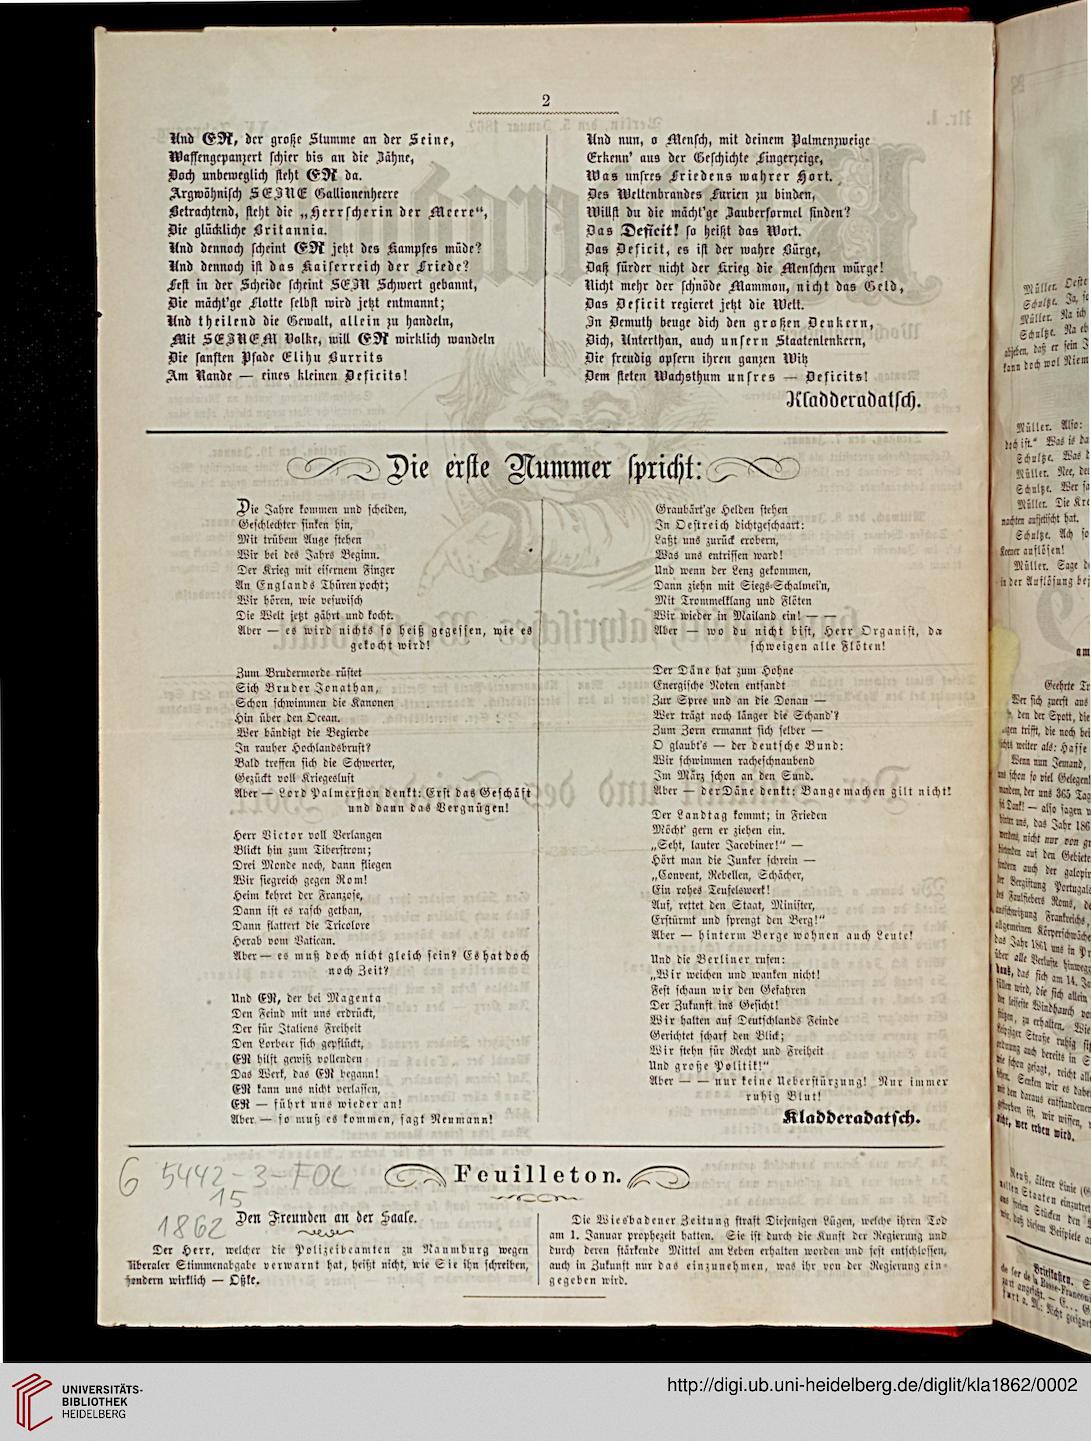 2
Und ER, der große Stumme an der Seine,
Waffengepanzert schier bis an die Zähne,
Doch unbeweglich steht ER da.
Argwöhnisch SEINE Gallionenheere
Betrachtend, steht die „Herrscherin der Meere“,
Die glückliche Britannia.
Und dennoch scheint ER jetzt des Kampfes müde?
Und dennoch ist das Kaiserreich der Friede?
Fest in der Scheide scheint SEIN Schwert gebannt,
Die mächt'ge Flotte selbst wird jetzt entmannt;
Und theilend die Gewalt, allein zu handeln,
Mit SEINEM Volke, will ER wirklich wandeln
Die sanften Pfade Elihu Burrits
Am Rande — eines kleinen Deficits!
Und nun, o Mensch, mit deinem Palmenzweige
Erkenn' aus der Geschichte Fingerzeige,
Was unsres Friedens wahrer Hort.
Des Weltenbrandes Furien zu binden,
Willst du die mächt'ge Zauberformel finden?
Das Deficit! so heißt das Wort.
Das Deficit, es ist der wahre Bürge,
Daß fürder nicht der Krieg die Menschen würge!
Nicht mehr der schnöde Mammon, nicht das Geld,
Das Deficit regieret jetzt die Welt.
In Demuth beuge dich den großen Denkern,
Dich, Unterthan, auch unsern Staatenlenkern,
Die freudig opfern ihren ganzen Witz
Dem steten Wachsthum unsres — Deficits!
Kladderadatsch.
Die erste Nummer spricht:
Die Jahre kommen und scheiden,
Geschlechter sinken hin,
Mit trübem Auge stehen
Wir bei des Jahrs Beginn.
Der Krieg mit eisernem Finger
An Englands Thüren pocht;
Wir hören, wie vesuvisch
Die Welt jetzt gährt und kocht.
Aber — es wird nichts so heiß gegessen, wie es
gekocht wird!
Zum Brudermorde rüstet
Sich Bruder Jonathan,
Schon schwimmen die Kanonen
Hin über den Ocean.
Wer bändigt die Begierde
In rauher Hochlandsbrust?
Bald treffen sich die Schwerter,
Gezückt voll Kriegeslust
Aber — Lord Palmerston denkt: Erst das Geschäft
und dann das Vergnügen!
Herr Victor voll Verlangen
Blickt hin zum Tiberstrom;
Drei Monde noch, dann fliegen
Wir siegreich gegen Rom!
Heim kehret der Franzose,
Dann ist es rasch gethan,
Dann flattert die Tricolore
Herab vom Vatican.
Aber — es muß doch nicht gleich sein? Es hat doch
noch Zeit?
Und ER, der bei Magenta
Den Feind mit uns erdrückt,
Der für Italiens Freiheit
Den Lorbeer sich gepflückt,
ER hilft gewiß vollenden
Das Werk, das ER begann!
ER kann uns nicht verlassen,
ER — führt uns wieder an!
Aber — so muß es kommen, sagt Neumann!
Graubärt'ge Helden stehen
In Oestreich dichtgeschaart:
Laßt uns zurück erobern,
Was uns entrissen ward!
Und wenn der Lenz gekommen,
Dann ziehn mit Siegs-Schalmei'n,
Mit Trommelklang und Flöten
Wir wieder in Mailand ein! — —
Aber — wo du nicht bist, Herr Organist, da
schweigen alle Flöten!
Der Däne hat zum Hohne
Energische Noten entsandt
Zur Spree und an die Donau —
Wer trägt noch länger die Schand'?
Zum Zorn ermannt sich selber —
O glaubt's — der deutsche Bund:
Wir schwimmen racheschnaubend
Im März schon an den Sund.
Aber — der Däne denkt: Bange machen gilt nicht!
Der Landtag kommt; in Frieden
Möcht' gern er ziehen ein.
„Seht, lauter Jacobiner!“ —
Hört man die Junker schrein —
„Convent, Rebellen, Schächer,
Ein rohes Teufelswerk!
Auf, rettet den Staat, Minister,
Erstürmt und sprengt den Berg!“
Aber — hinterm Berge wohnen auch Leute!
Und die Berliner rufen:
„Wir weichen und wanken nicht!
Fest schaun wir den Gefahren
Der Zukunft ins Gesicht!
Wir halten auf Deutschlands Feinde
Gerichtet scharf den Blick;
Wir stehn für Recht und Freiheit
Und große Politik!“
Aber — — nur keine Ueberstürzung! Nur immer
ruhig Blut!
Kladderadatsch.
G 5442-3-FOL
15
1862
Feuilleton.
Den Freunden an der Saale.
Der Herr, welcher die Polizeibeamten zu Naumburg wegen
liberaler Stimmenabgabe verwarnt hat, heißt nicht, wie Sie ihn schreiben,
sondern wirklich — Oßke.
Die Wiesbadener Zeitung straft Diejenigen Lügen, welche ihren Tod
am 1. Januar prophezeit hatten. Sie ist durch die Kunst der Regierung und
durch deren stärkende Mittel am Leben erhalten worden und fest entschlossen,
auch in Zukunft nur das einzunehmen, was ihr von der Regierung ein-
gegeben wird.
UNIVERSITÄTS-
BIBLIOTHEK
HEIDELBERG
http://digi.ub.uni-heidelberg.de/diglit/kla1862/0002